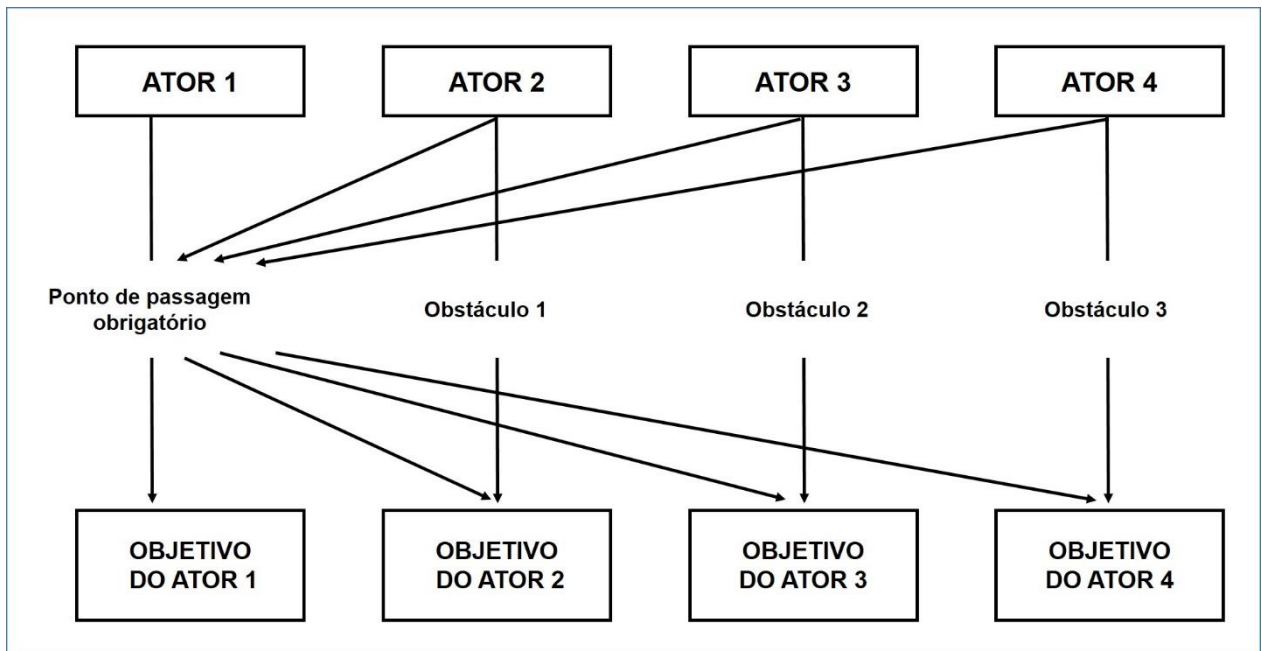 ATOR 1
ATOR 2
ATOR 3
ATOR 4
Ponto de passagem
obrigatório
Obstáculo 1
Obstáculo 2
Obstáculo 3
OBJETIVO
DO ATOR 1
OBJETIVO
DO ATOR 2
OBJETIVO
DO ATOR 3
OBJETIVO
DO ATOR 4